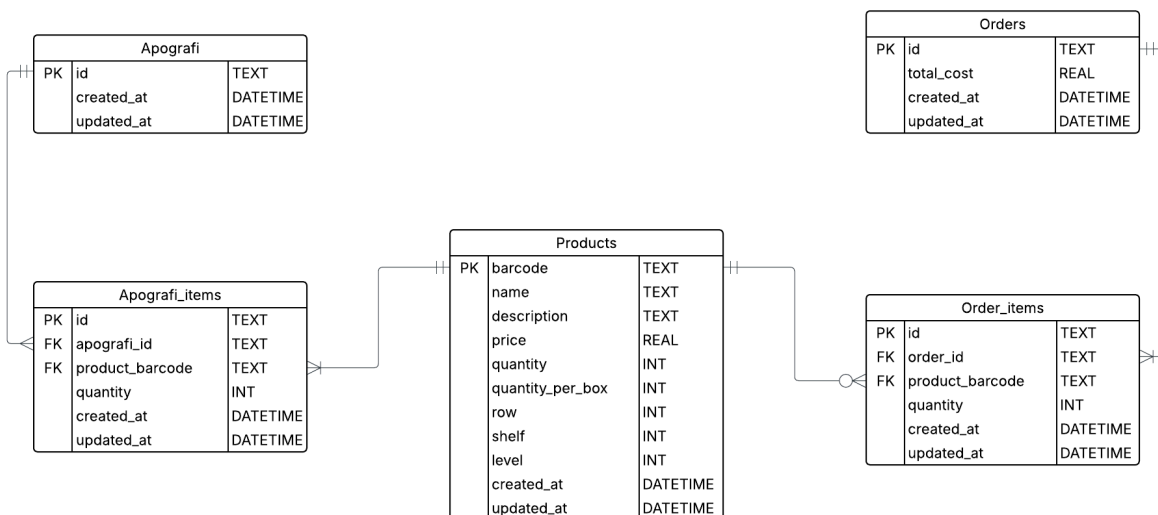 Apografi
PK id TEXT
created_at DATETIME
updated_at DATETIME
Orders
PK id TEXT
total_cost REAL
created_at DATETIME
updated_at DATETIME
Apografi_items
PK id TEXT
FK apografi_id TEXT
FK product_barcode TEXT
quantity INT
created_at DATETIME
updated_at DATETIME
Products
PK barcode TEXT
name TEXT
description TEXT
price REAL
quantity INT
quantity_per_box INT
row INT
shelf INT
level INT
created_at DATETIME
updated_at DATETIME
Order_items
PK id TEXT
FK order_id TEXT
FK product_barcode TEXT
quantity INT
created_at DATETIME
updated_at DATETIME